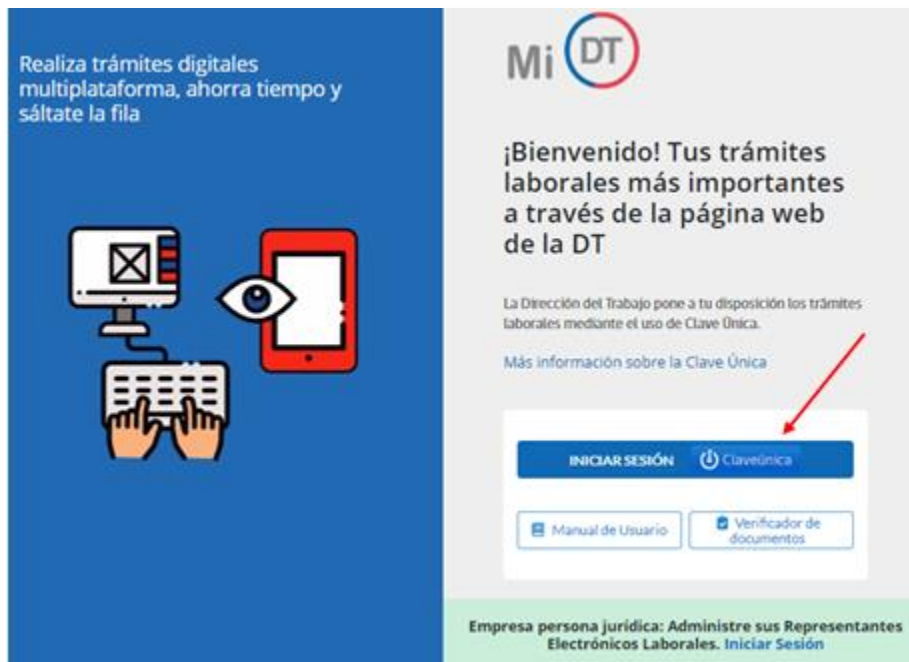 Realiza trámites digitales
multiplataforma, ahorra tiempo y
sáltate la fila
Mi DT
¡Bienvenido! Tus trámites
laborales más importantes
a través de la página web
de la DT
La Dirección del Trabajo pone a tu disposición los trámites
laborales mediante el uso de Clave Única.
Más información sobre la Clave Única
INICIAR SESIÓN ClaveÚnica
Manual de Usuario
Verificador de
documentos
Empresa persona jurídica: Administre sus Representantes
Electrónicos Laborales. Iniciar Sesión